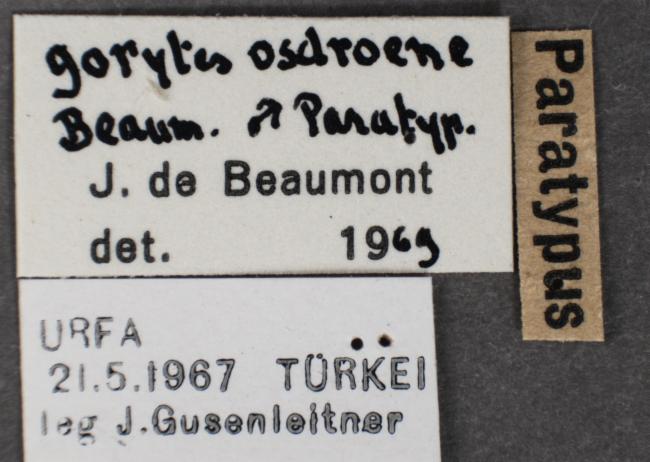 Gorytes osdroene
Beaum. ♂ Paratyp.
J. de Beaumont
det. 1969
Paratypus
URFA
21.5.1967 TÜRKEI
leg J.Gusenleitner